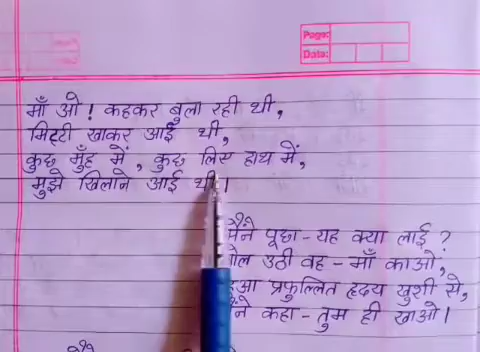 Page:
Date:
माँ ओ! कहकर बुला रही थी,
मिट्टी खाकर आई थी,
कुछ मुँह में, कुछ लिए हाथ में,
मुझे खिलाने आई थी।
मैंने पूछा - यह क्या लाई ?
उठी वह - माँ काओ,
प्रफुल्लित हृदय खुशी से,
कहा - तुम ही खाओ।